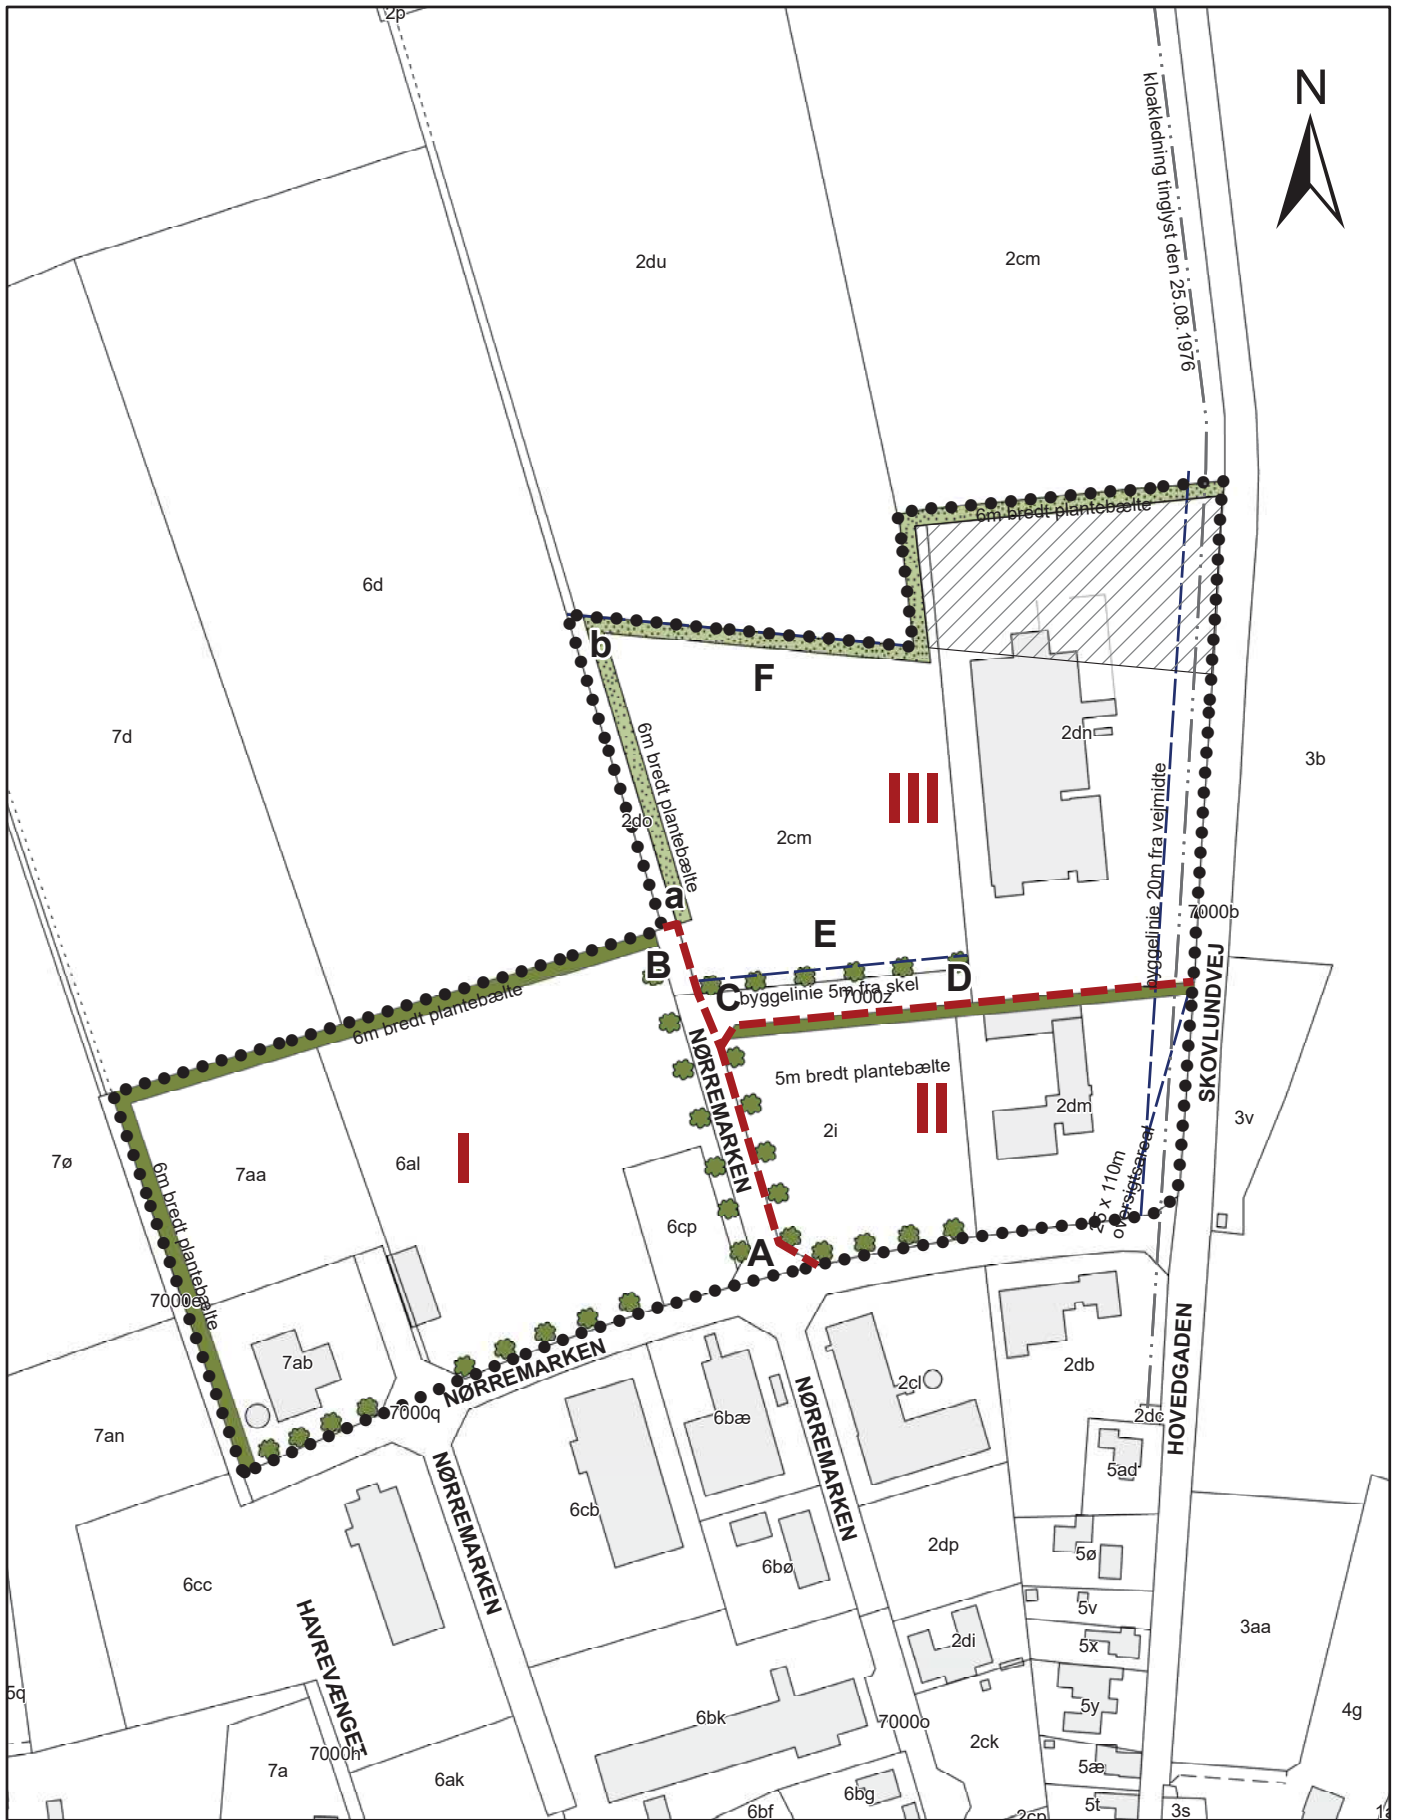 2p
N
kloakledning tinglyst den 25.08.1976
2du
2cm
6m bredt plantebælte
6d
b
F
7d
6m bredt plantebælte
2dn
3b
III
2do
2cm
byggelinie 20m fra vejmidte
a
7000b
E
B
D
C
byggelinie 5m fra skel
7000z
SKOVLUNDVEJ
6m bredt plantebælte
NØRREMARKEN
5m bredt plantebælte
II
2dm
3v
2i
7ø
7aa
6al
I
6m bredt plantebælte
25 x 110m
oversigtsareal
6cp
A
7000e
NØRREMARKEN
7ab
2db
2cl
HOVEDGADEN
7000q
6bæ
NØRREMARKEN
2dc
7an
NØRREMARKEN
5ad
6cb
2dp
5ø
6bø
6cc
5v
3aa
HAVREVÆNGET
2di
5x
5q
5y
4g
6bk
7000o
2ck
7000h
7a
5æ
6ak
6bg
5t
6bf
3s